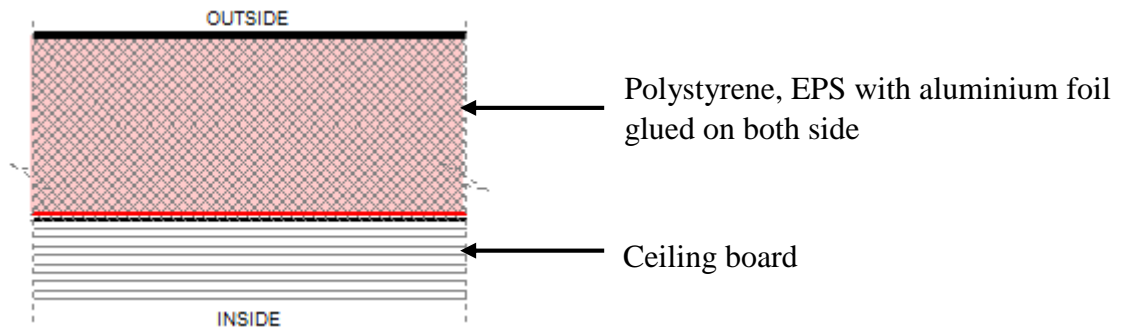 OUTSIDE
Polystyrene, EPS with aluminium foil
glued on both side
Ceiling board
INSIDE